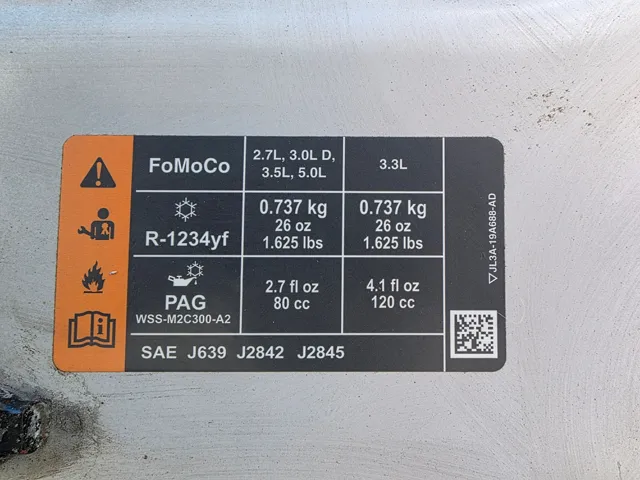 FoMoCo
2.7L, 3.0L D,
3.5L, 5.0L
3.3L
R-1234yf
0.737 kg
26 oz
1.625 lbs
0.737 kg
26 oz
1.625 lbs
PAG
WSS-M2C300-A2
2.7 fl oz
80 cc
4.1 fl oz
120 cc
SAE J639 J2842 J2845
JL3A-19A688-AD